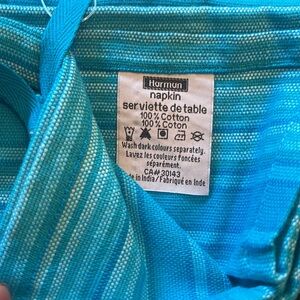 Harman
napkin
serviette de table
100% Cotton
100% Coton
Wash dark colours separately.
Lavez les couleurs foncées
séparément.
CA# 30143
Made in India / Fabriqué en Inde